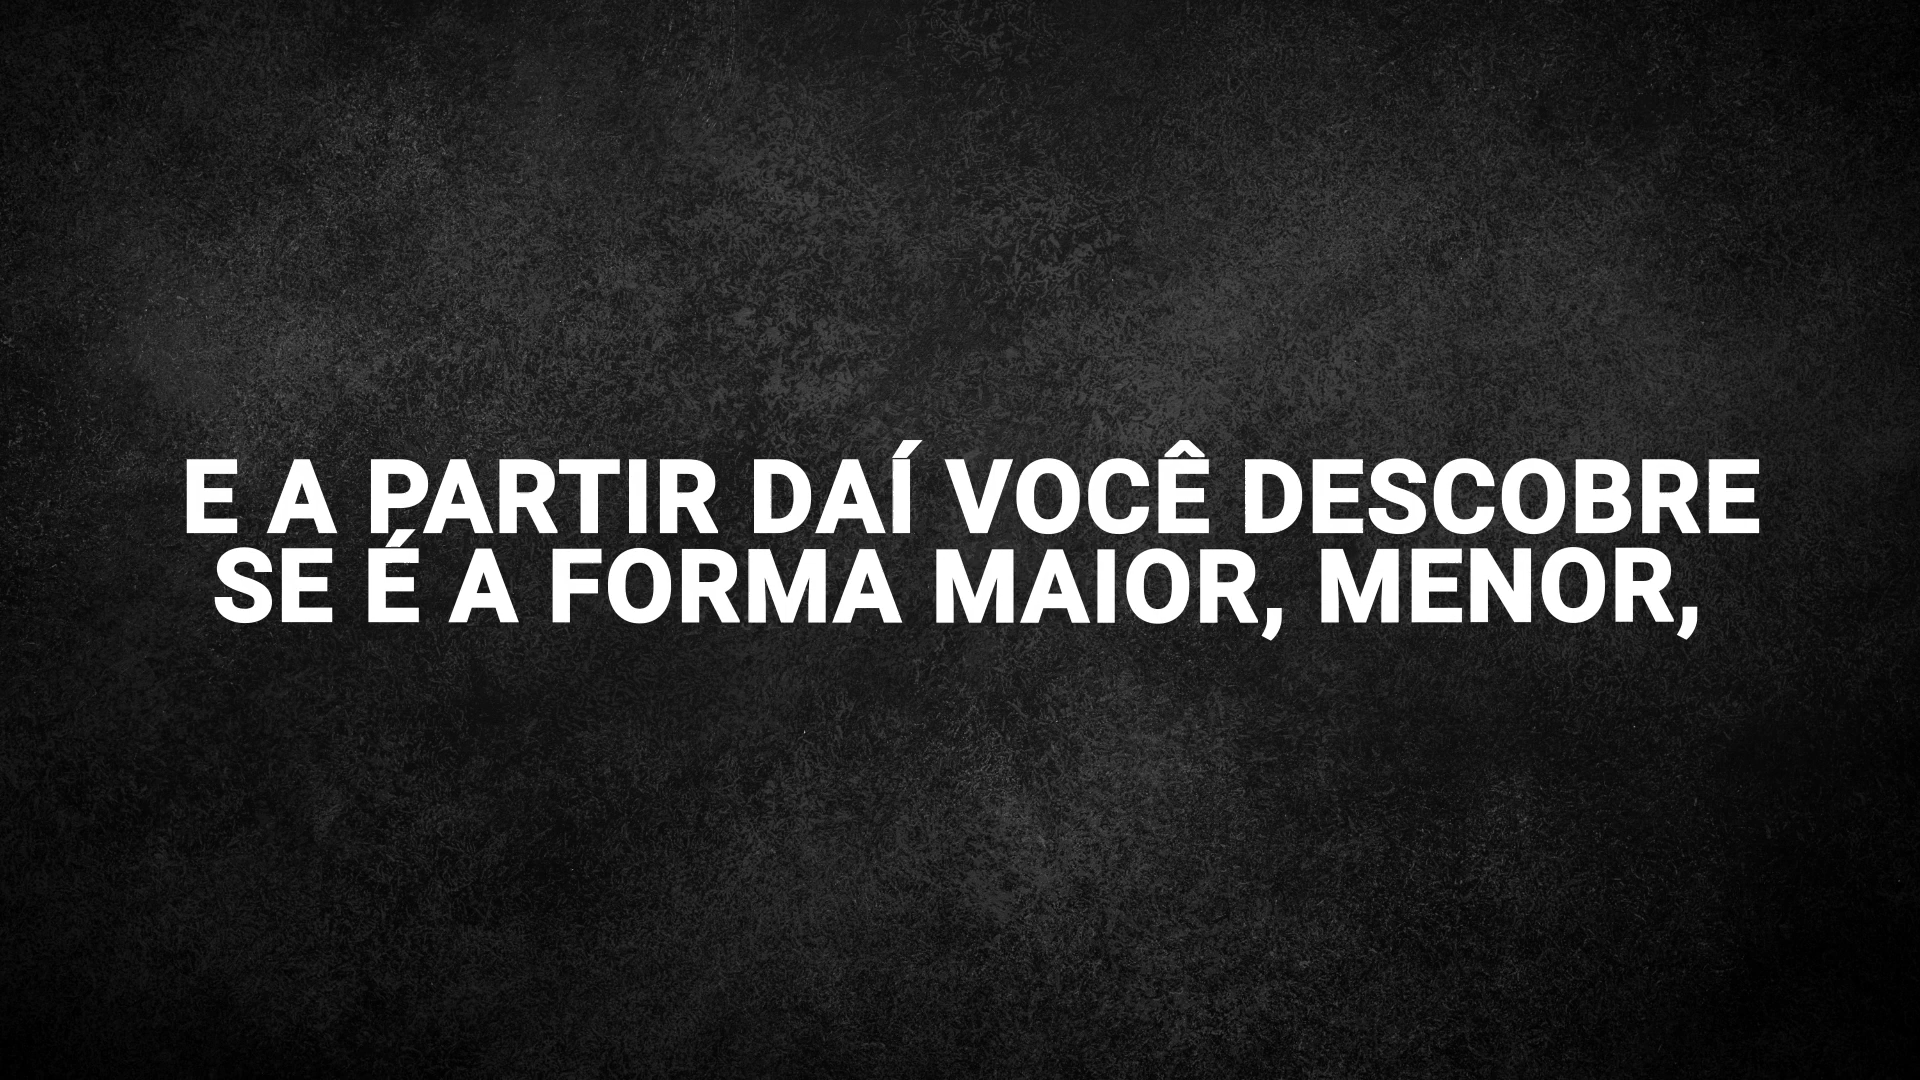 E A PARTIR DAÍ VOCÊ DESCOBRE
SE É A FORMA MAIOR, MENOR,